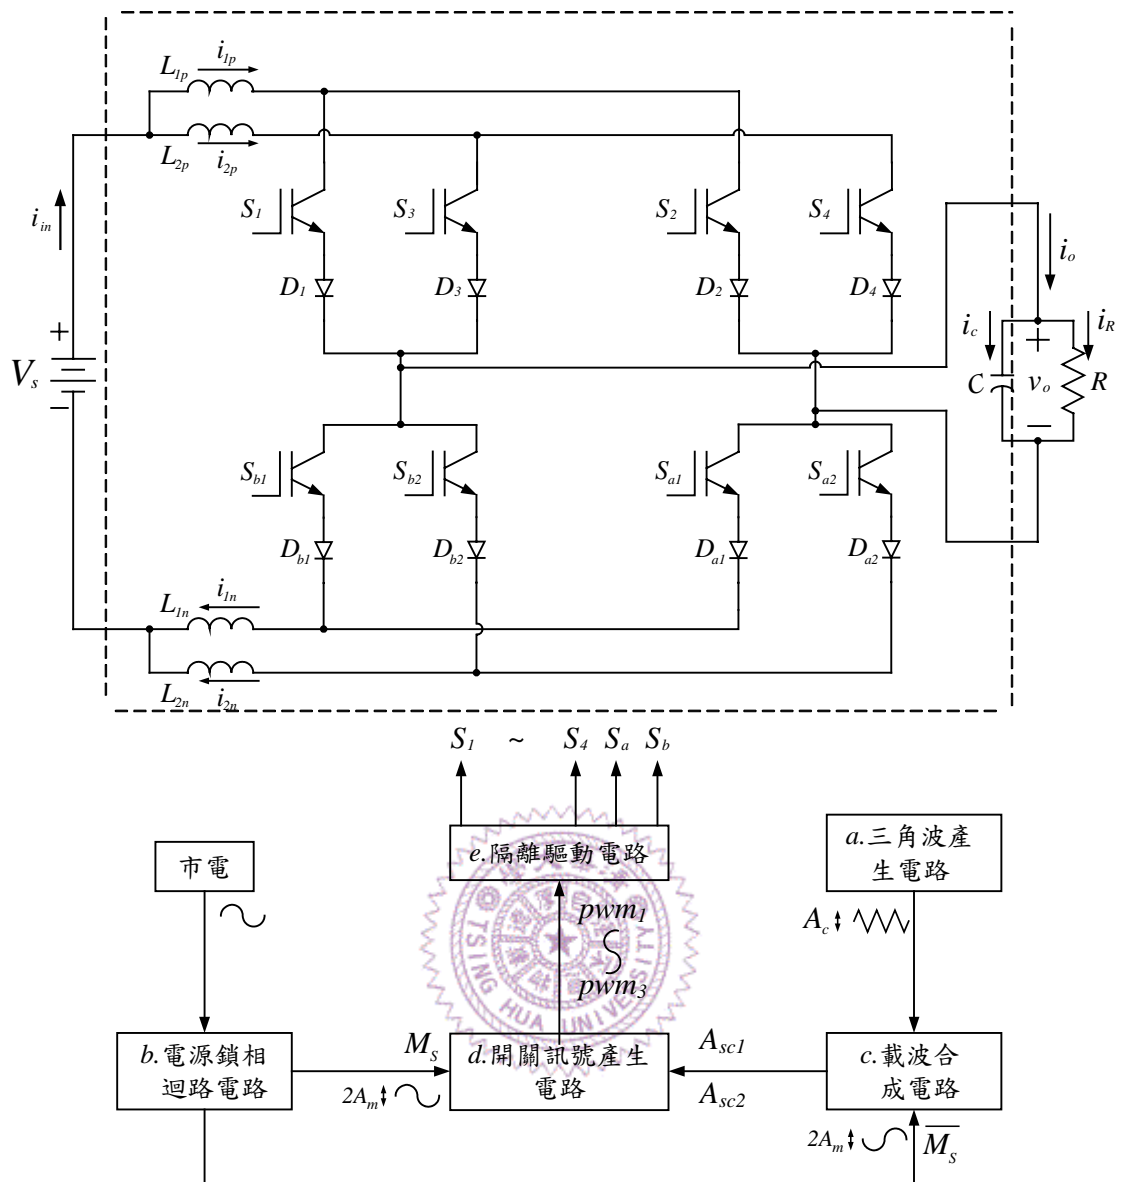 L1p
i1p
L2p
i2p
iin
S1
S3
S2
S4
D1
D3
D2
D4
io
ic
iR
+
Vs
−
C
+
vo
−
R
Sb1
Sb2
Sa1
Sa2
Db1
Db2
Da1
Da2
L1n
i1n
L2n
i2n
S1 ~ S4 Sa Sb
e.隔離驅動電路
市電
a.三角波產
生電路
pwm1
pwm3
Ac
TSING HUA UNIVERSITY
b.電源鎖相
迴路電路
Ms
2Am
d.開關訊號產生
電路
Asc1
Asc2
c.載波合
成電路
2Am
M̅s